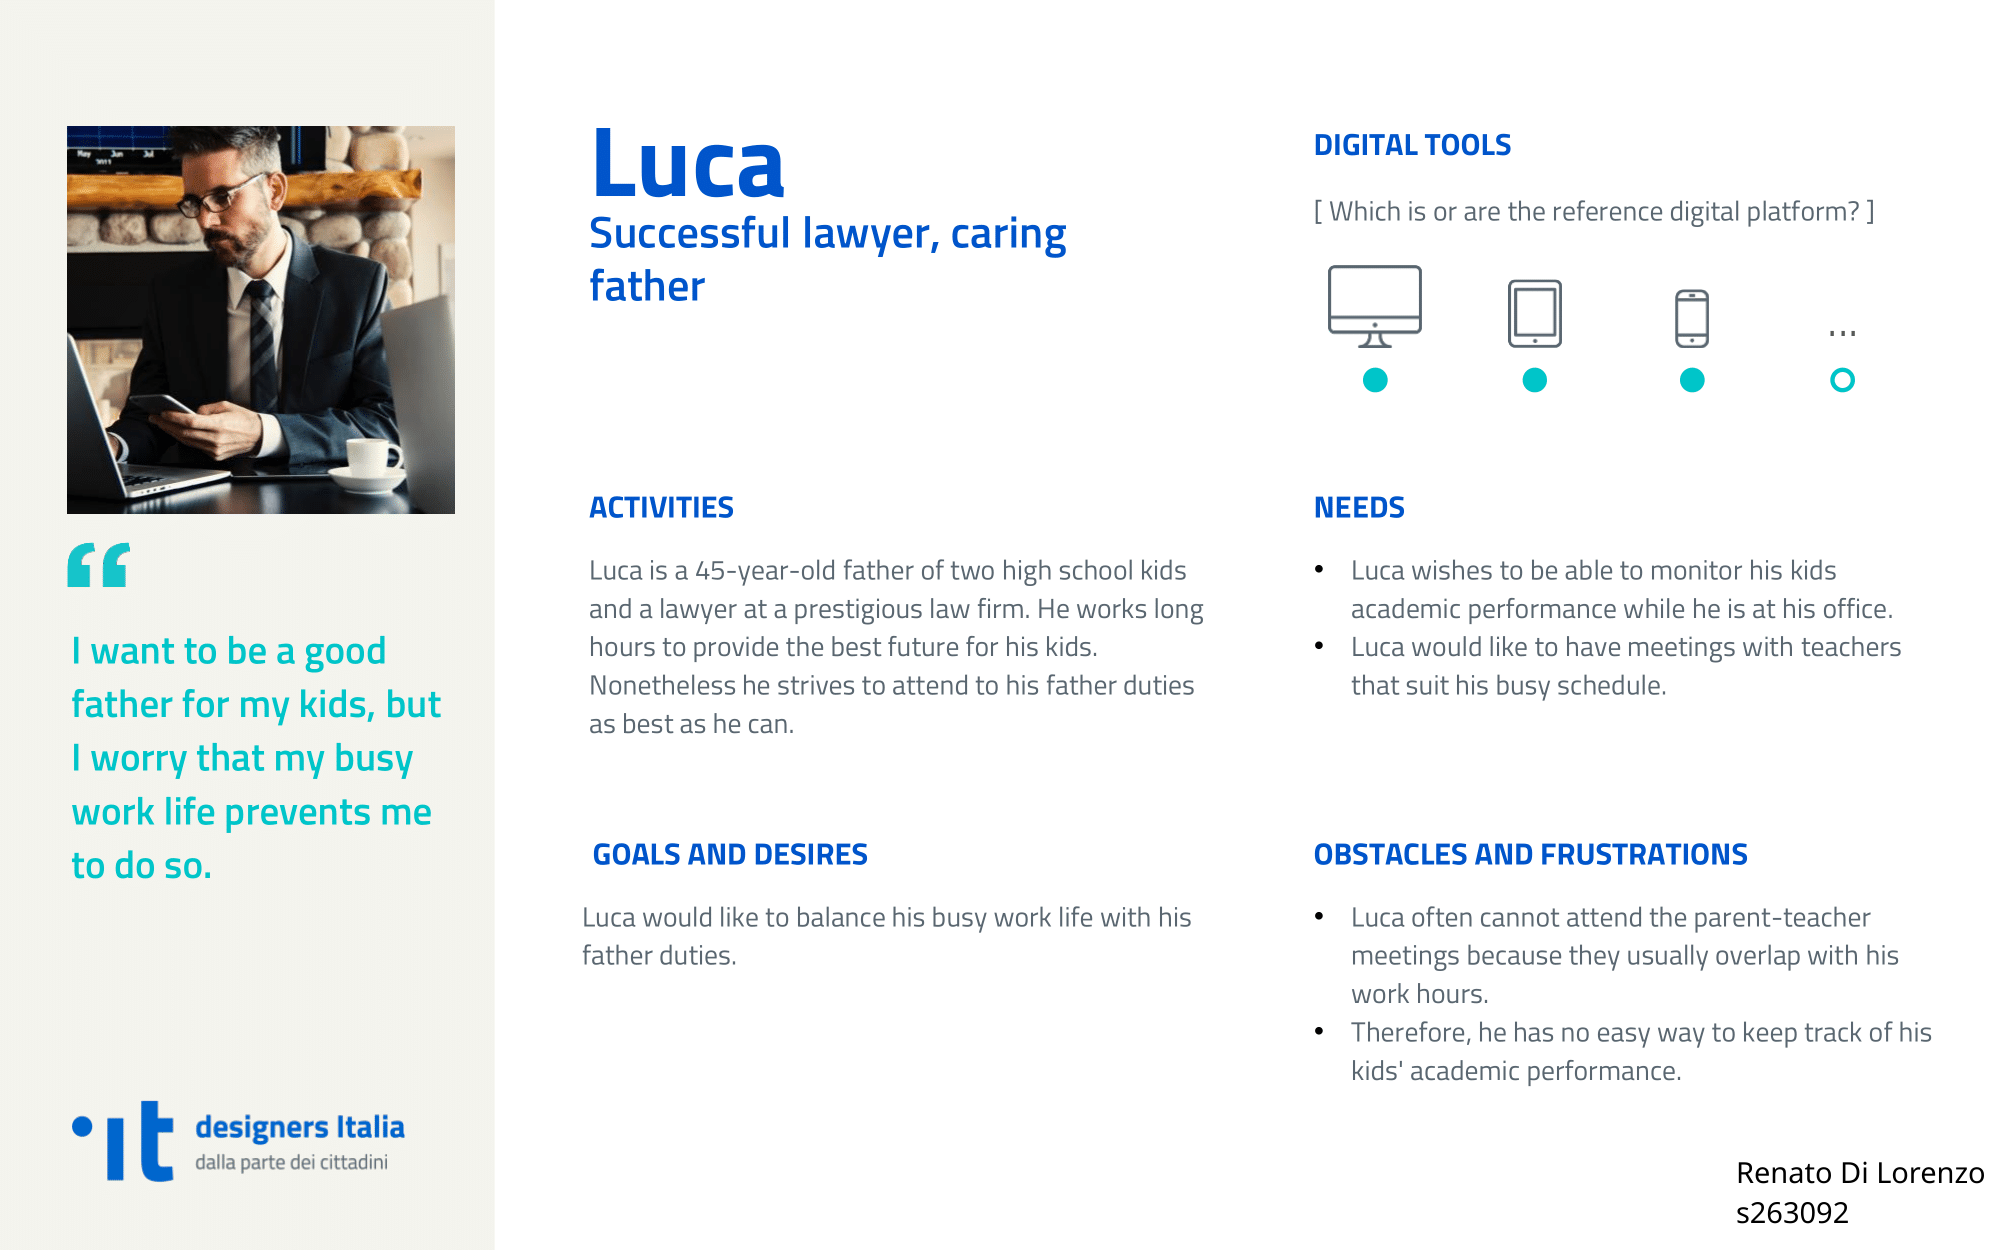 May Jun Jul
2011
“
I want to be a good
father for my kids, but
I worry that my busy
work life prevents me
to do so.
it designers Italia
dalla parte dei cittadini
Luca
Successful lawyer, caring
father
ACTIVITIES
Luca is a 45-year-old father of two high school kids
and a lawyer at a prestigious law firm. He works long
hours to provide the best future for his kids.
Nonetheless he strives to attend to his father duties
as best as he can.
GOALS AND DESIRES
Luca would like to balance his busy work life with his
father duties.
DIGITAL TOOLS
[ Which is or are the reference digital platform? ]
...
NEEDS
• Luca wishes to be able to monitor his kids
academic performance while he is at his office.
• Luca would like to have meetings with teachers
that suit his busy schedule.
OBSTACLES AND FRUSTRATIONS
• Luca often cannot attend the parent-teacher
meetings because they usually overlap with his
work hours.
• Therefore, he has no easy way to keep track of his
kids' academic performance.
Renato Di Lorenzo
s263092